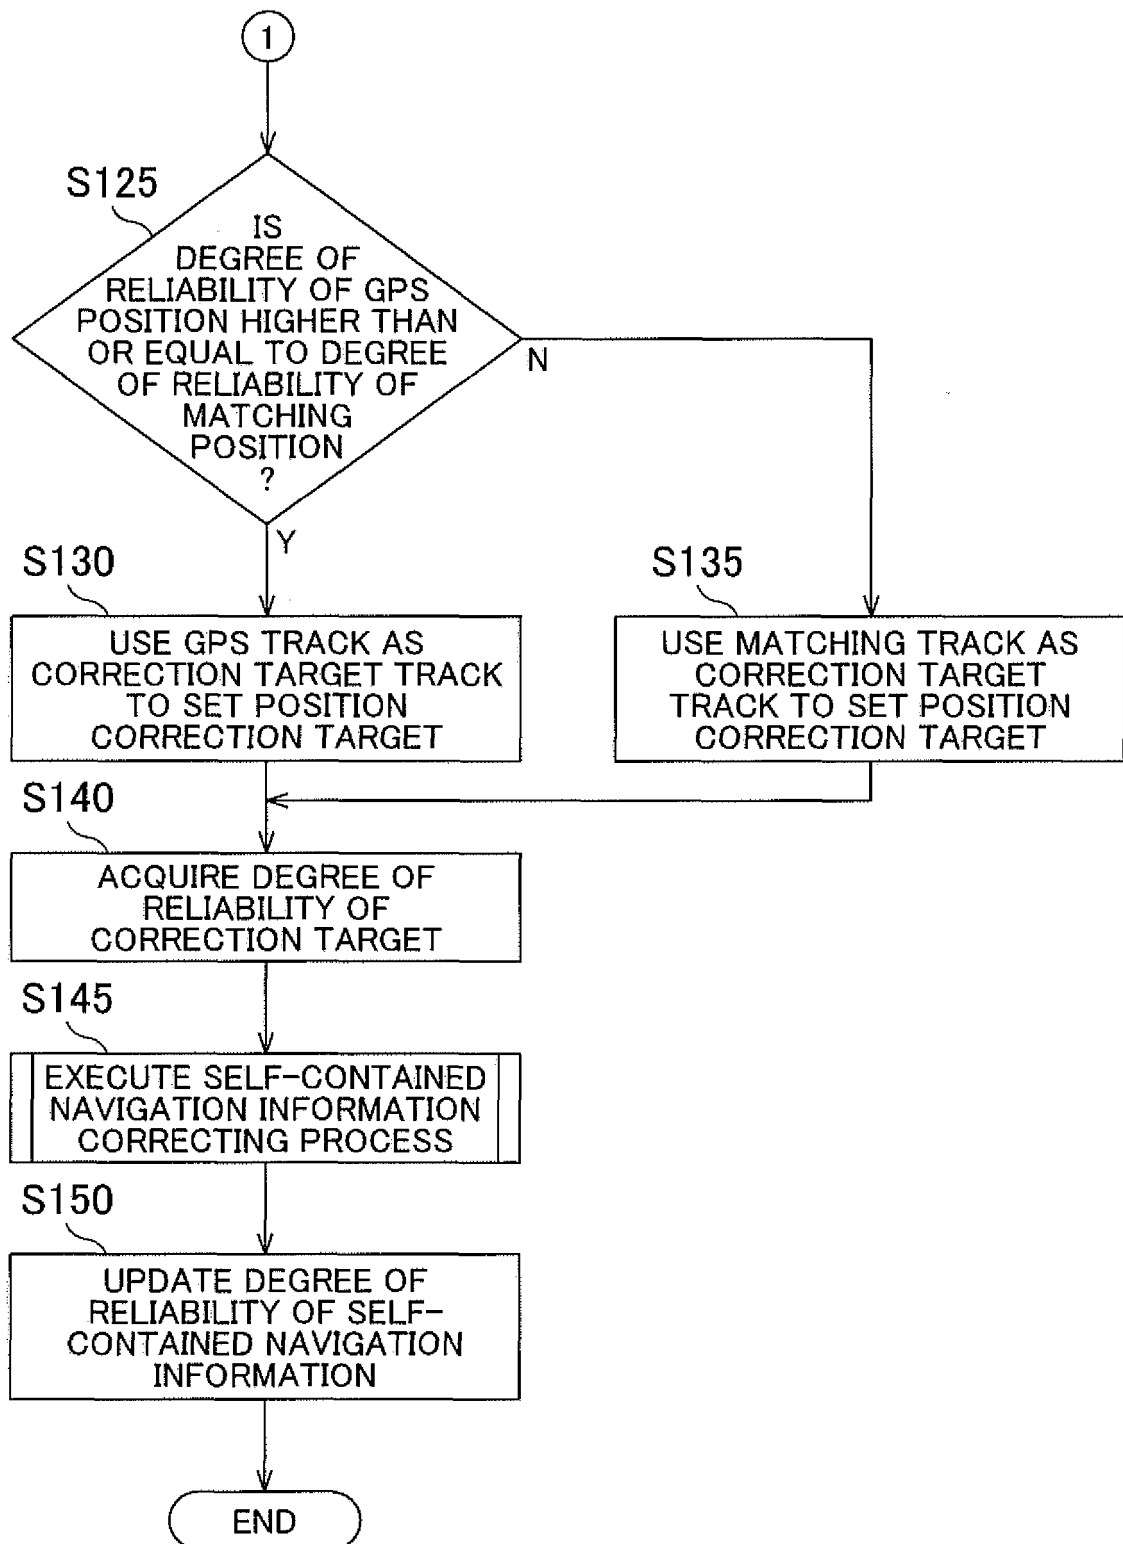 1
S125
IS
DEGREE OF
RELIABILITY OF GPS
POSITION HIGHER THAN
OR EQUAL TO DEGREE
OF RELIABILITY OF
MATCHING
POSITION
?
N
Y
S130
USE GPS TRACK AS
CORRECTION TARGET TRACK
TO SET POSITION
CORRECTION TARGET
S135
USE MATCHING TRACK AS
CORRECTION TARGET
TRACK TO SET POSITION
CORRECTION TARGET
S140
ACQUIRE DEGREE OF
RELIABILITY OF
CORRECTION TARGET
S145
EXECUTE SELF-CONTAINED
NAVIGATION INFORMATION
CORRECTING PROCESS
S150
UPDATE DEGREE OF
RELIABILITY OF SELF-
CONTAINED NAVIGATION
INFORMATION
END